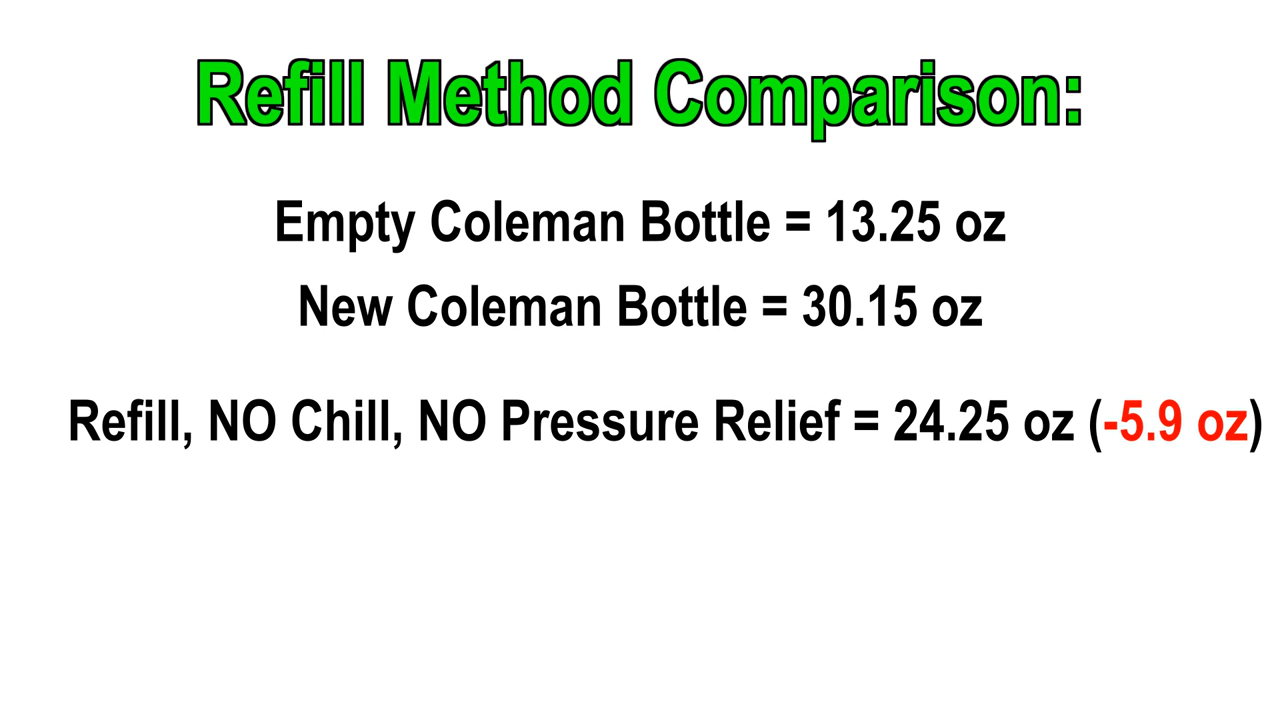 Refill Method Comparison:
Empty Coleman Bottle = 13.25 oz
New Coleman Bottle = 30.15 oz
Refill, NO Chill, NO Pressure Relief = 24.25 oz (-5.9 oz)